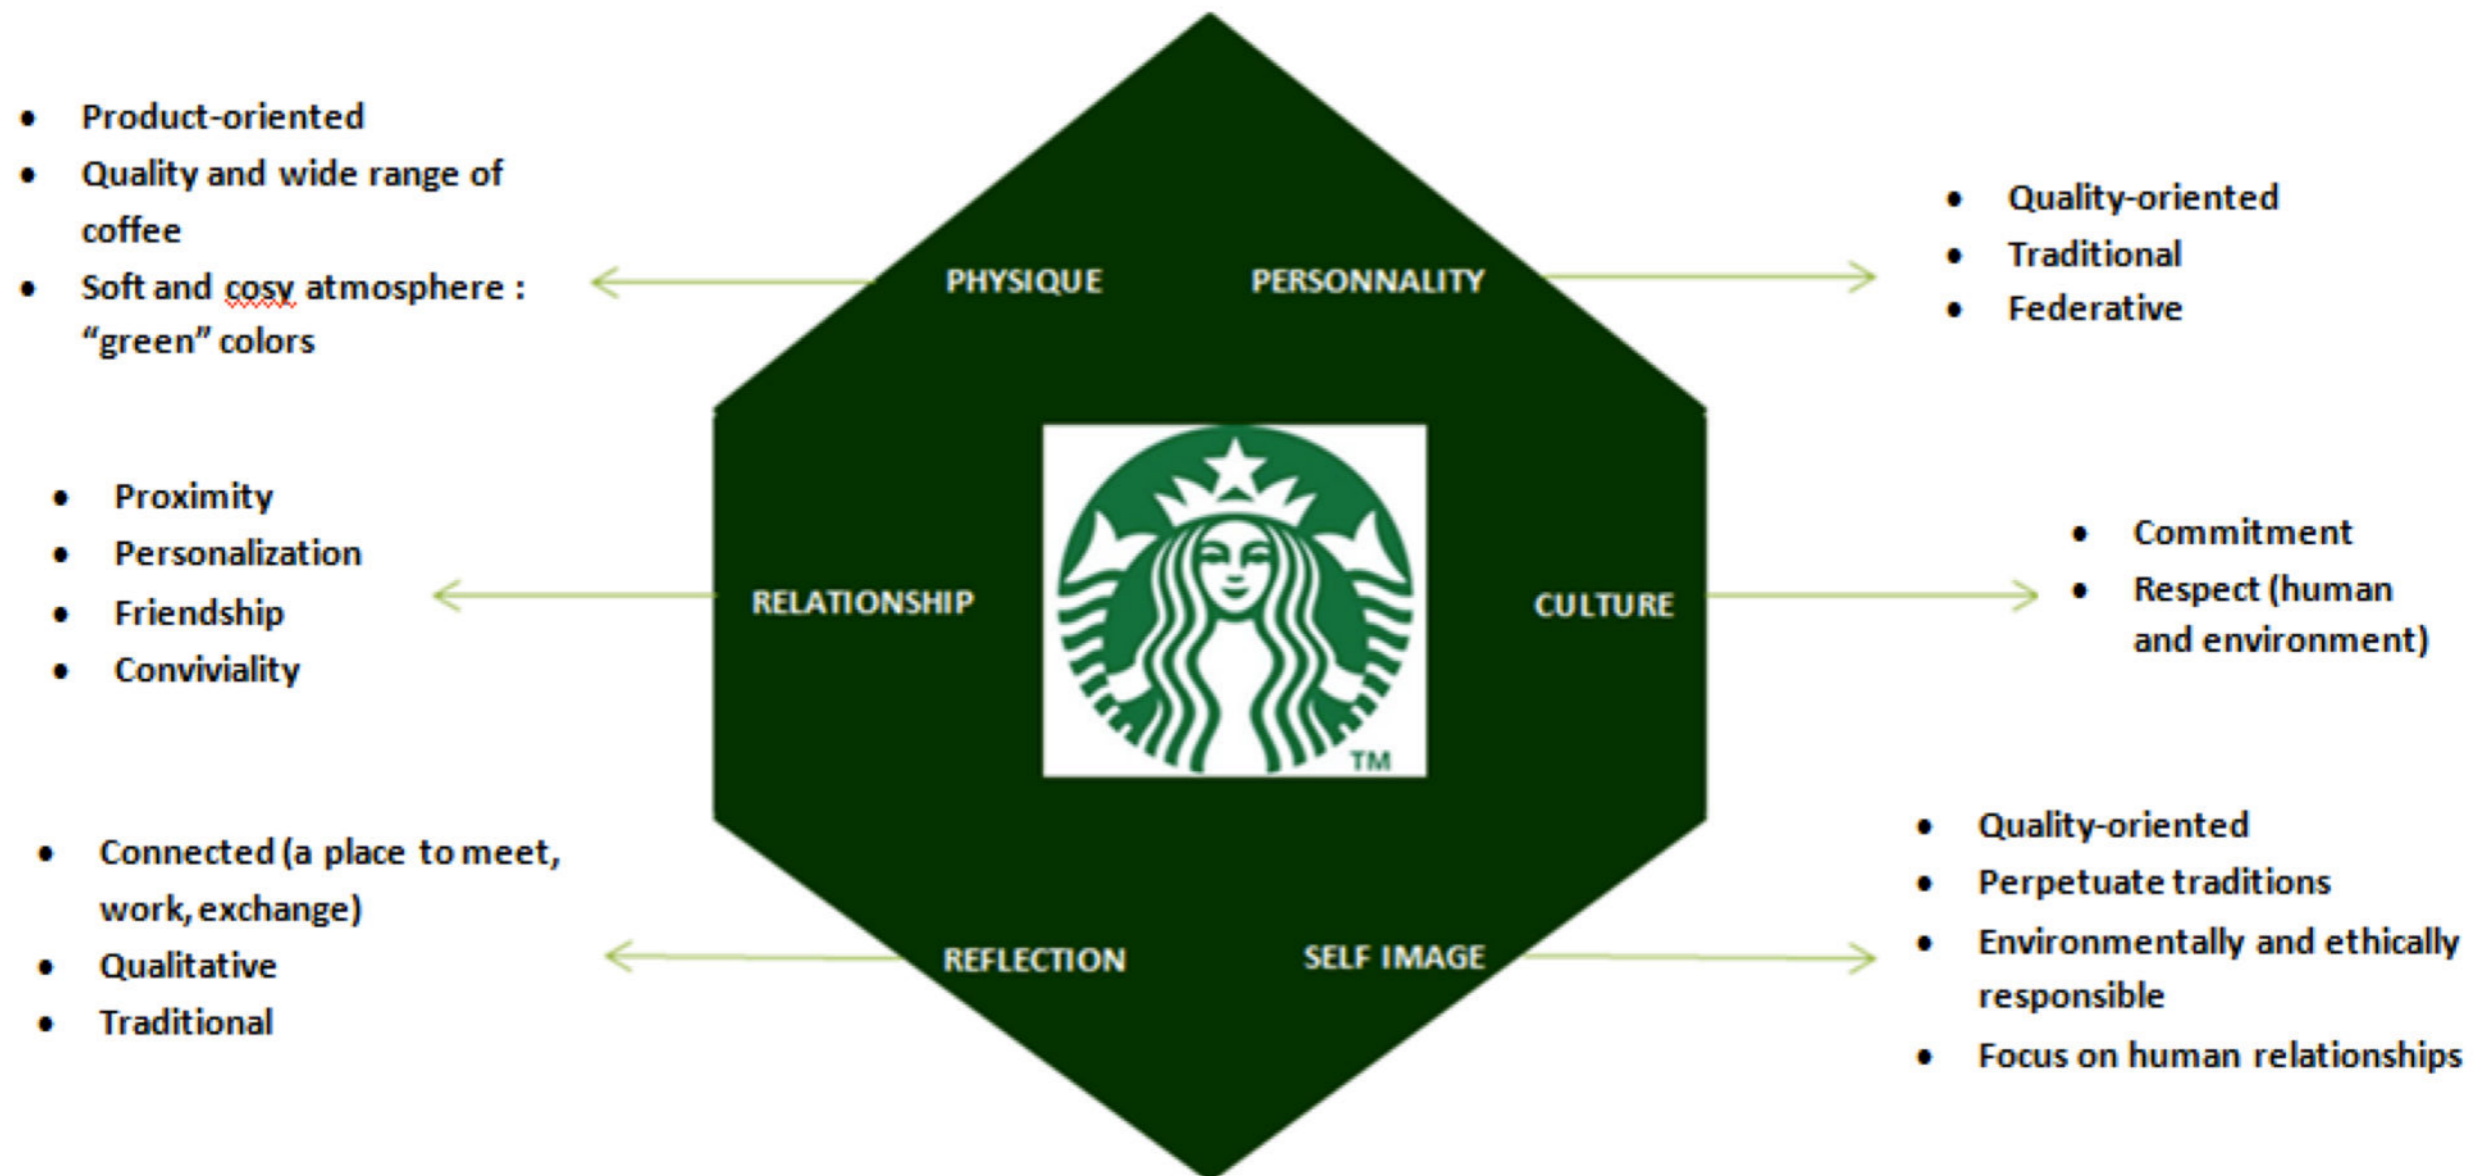 • Product-oriented
• Quality and wide range of
coffee
• Soft and cosy atmosphere :
“green” colors
PHYSIQUE
PERSONNALITY
• Quality-oriented
• Traditional
• Federative
• Proximity
• Personalization
• Friendship
• Conviviality
RELATIONSHIP
TM
CULTURE
• Commitment
• Respect (human
and environment)
• Connected (a place to meet,
work, exchange)
• Qualitative
• Traditional
REFLECTION
SELF IMAGE
• Quality-oriented
• Perpetuate traditions
• Environmentally and ethically
responsible
• Focus on human relationships